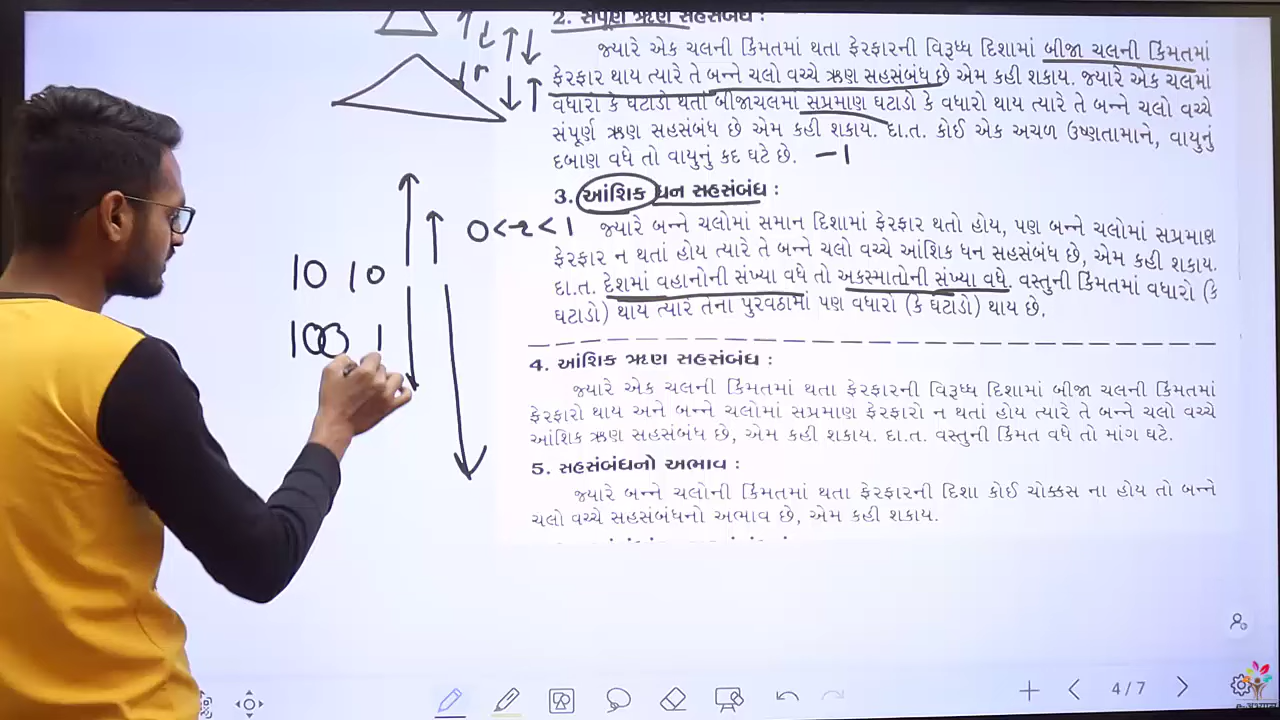 2. સંપૂર્ણ ઋણ સહસંબંધ :
જ્યારે એક ચલની કિંમતમાં થતા ફેરફારની વિરૂધ્ધ દિશામાં બીજા ચલની કિંમતમાં
ફેરફાર થાય ત્યારે તે બન્ને ચલો વચ્ચે ઋણ સહસંબંધ છે એમ કહી શકાય. જ્યારે એક ચલમાં
વધારો કે ઘટાડો થતાં બીજાચલમાં સપ્રમાણ ઘટાડો કે વધારો થાય ત્યારે તે બન્ને ચલો વચ્ચે
સંપૂર્ણ ઋણ સહસંબંધ છે એમ કહી શકાય. દા.ત. કોઈ એક અચળ ઉષ્ણતામાને, વાયુનું
દબાણ વધે તો વાયુનું કદ ઘટે છે. -1
3. આંશિક ધન સહસંબંધ :
0 < r < 1 જ્યારે બન્ને ચલોમાં સમાન દિશામાં ફેરફાર થતો હોય, પણ બન્ને ચલોમાં સપ્રમાણ
ફેરફાર ન થતાં હોય ત્યારે તે બન્ને ચલો વચ્ચે આંશિક ધન સહસંબંધ છે, એમ કહી શકાય.
દા.ત. દેશમાં વહાનોની સંખ્યા વધે તો અકસ્માતોની સંખ્યા વધે. વસ્તુની કિંમતમાં વધારો (કે
ઘટાડો) થાય ત્યારે તેના પુરવઠામાં પણ વધારો (કે ઘટાડો) થાય છે.
10 10
100 1
4. આંશિક ઋણ સહસંબંધ :
જ્યારે એક ચલની કિંમતમાં થતા ફેરફારની વિરૂધ્ધ દિશામાં બીજા ચલની કિંમતમાં
ફેરફારો થાય અને બન્ને ચલોમાં સપ્રમાણ ફેરફારો ન થતાં હોય ત્યારે તે બન્ને ચલો વચ્ચે
આંશિક ઋણ સહસંબંધ છે, એમ કહી શકાય. દા.ત. વસ્તુની કિંમત વધે તો માંગ ઘટે.
5. સહસંબંધનો અભાવ :
જ્યારે બન્ને ચલોની કિંમતમાં થતા ફેરફારની દિશા કોઈ ચોક્કસ ના હોય તો બન્ને
ચલો વચ્ચે સહસંબંધનો અભાવ છે, એમ કહી શકાય.
4/7